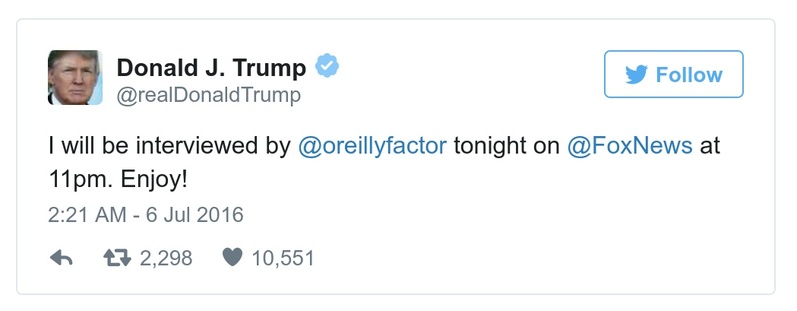 Donald J. Trump
@realDonaldTrump
Follow
I will be interviewed by @oreillyfactor tonight on @FoxNews at
11pm. Enjoy!
2:21 AM - 6 Jul 2016
2,298 10,551